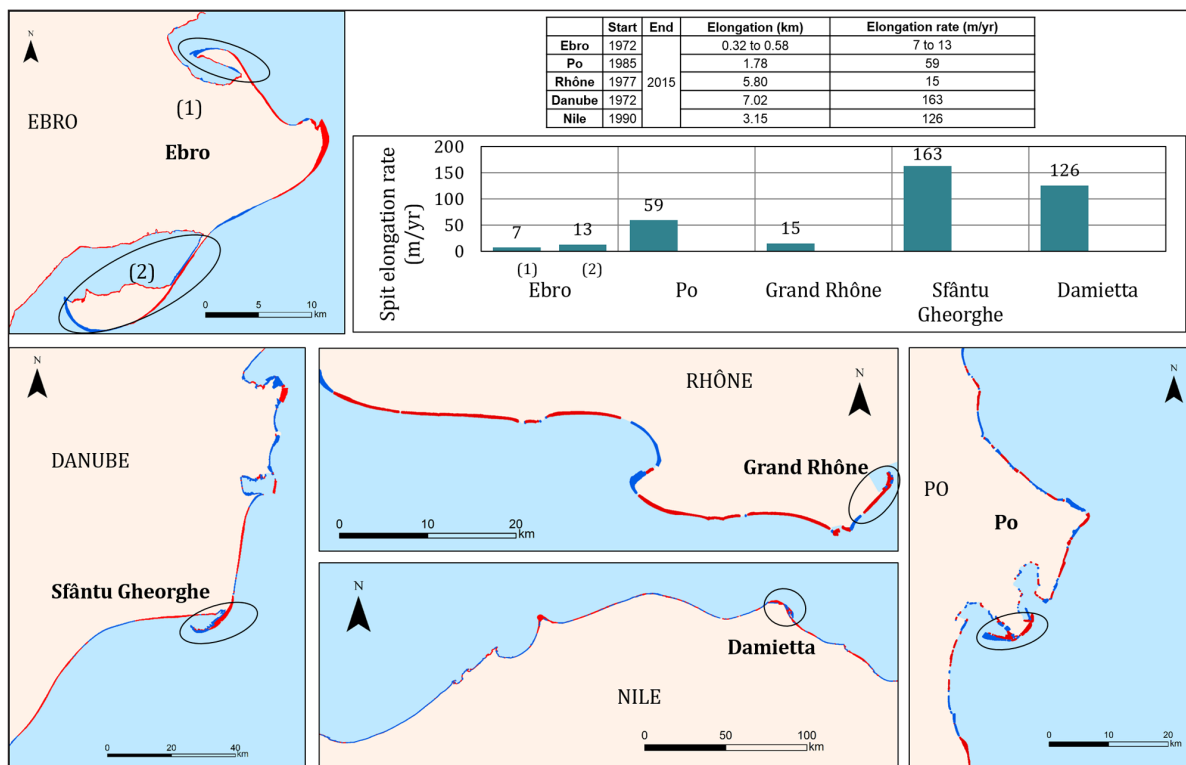 N
EBRO
(1)
Ebro
(2)
0 5 10
km
Start End Elongation (km) Elongation rate (m/yr)
Ebro 1972 2015 0.32 to 0.58 7 to 13
Po 1985 1.78 59
Rhône 1977 5.80 15
Danube 1972 7.02 163
Nile 1990 3.15 126
Spit elongation rate
(m/yr)
200
150
100
50
0
7 13 59 15 163 126
(1) (2)
Ebro Po Grand Rhône Sfântu
Gheorghe Damietta
N
DANUBE
Sfântu Gheorghe
0 20 40
km
RHÔNE
N
Grand Rhône
0 10 20
km
N
Damietta
NILE
0 50 100
km
N
PO
Po
0 10 20
km